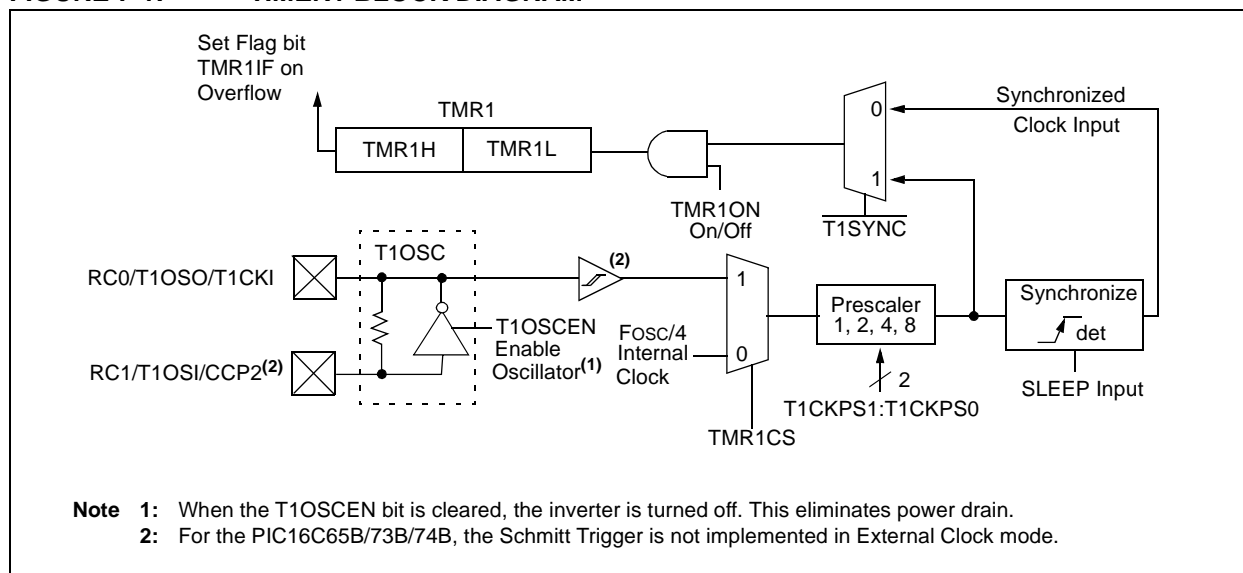 Set Flag bit
TMR1IF on
Overflow
TMR1
TMR1H
TMR1L
TMR1ON
On/Off
0
1
T1SYNC
Synchronized
Clock Input
RC0/T1OSO/T1CKI
T1OSC
(2)
RC1/T1OSI/CCP2(2)
T1OSCEN
Enable
Oscillator(1)
FOSC/4
Internal
Clock
1
0
TMR1CS
Prescaler
1, 2, 4, 8
2
T1CKPS1:T1CKPS0
Synchronize
det
SLEEP Input
Note 1: When the T1OSCEN bit is cleared, the inverter is turned off. This eliminates power drain.
2: For the PIC16C65B/73B/74B, the Schmitt Trigger is not implemented in External Clock mode.